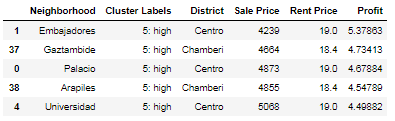 Neighborhood Cluster Labels District Sale Price Rent Price Profit
1 Embajadores 5: high Centro 4239 19.0 5.37863
37 Gaztambide 5: high Chamberi 4664 18.4 4.73413
0 Palacio 5: high Centro 4873 19.0 4.67884
38 Arapiles 5: high Chamberi 4855 18.4 4.54789
4 Universidad 5: high Centro 5068 19.0 4.49882